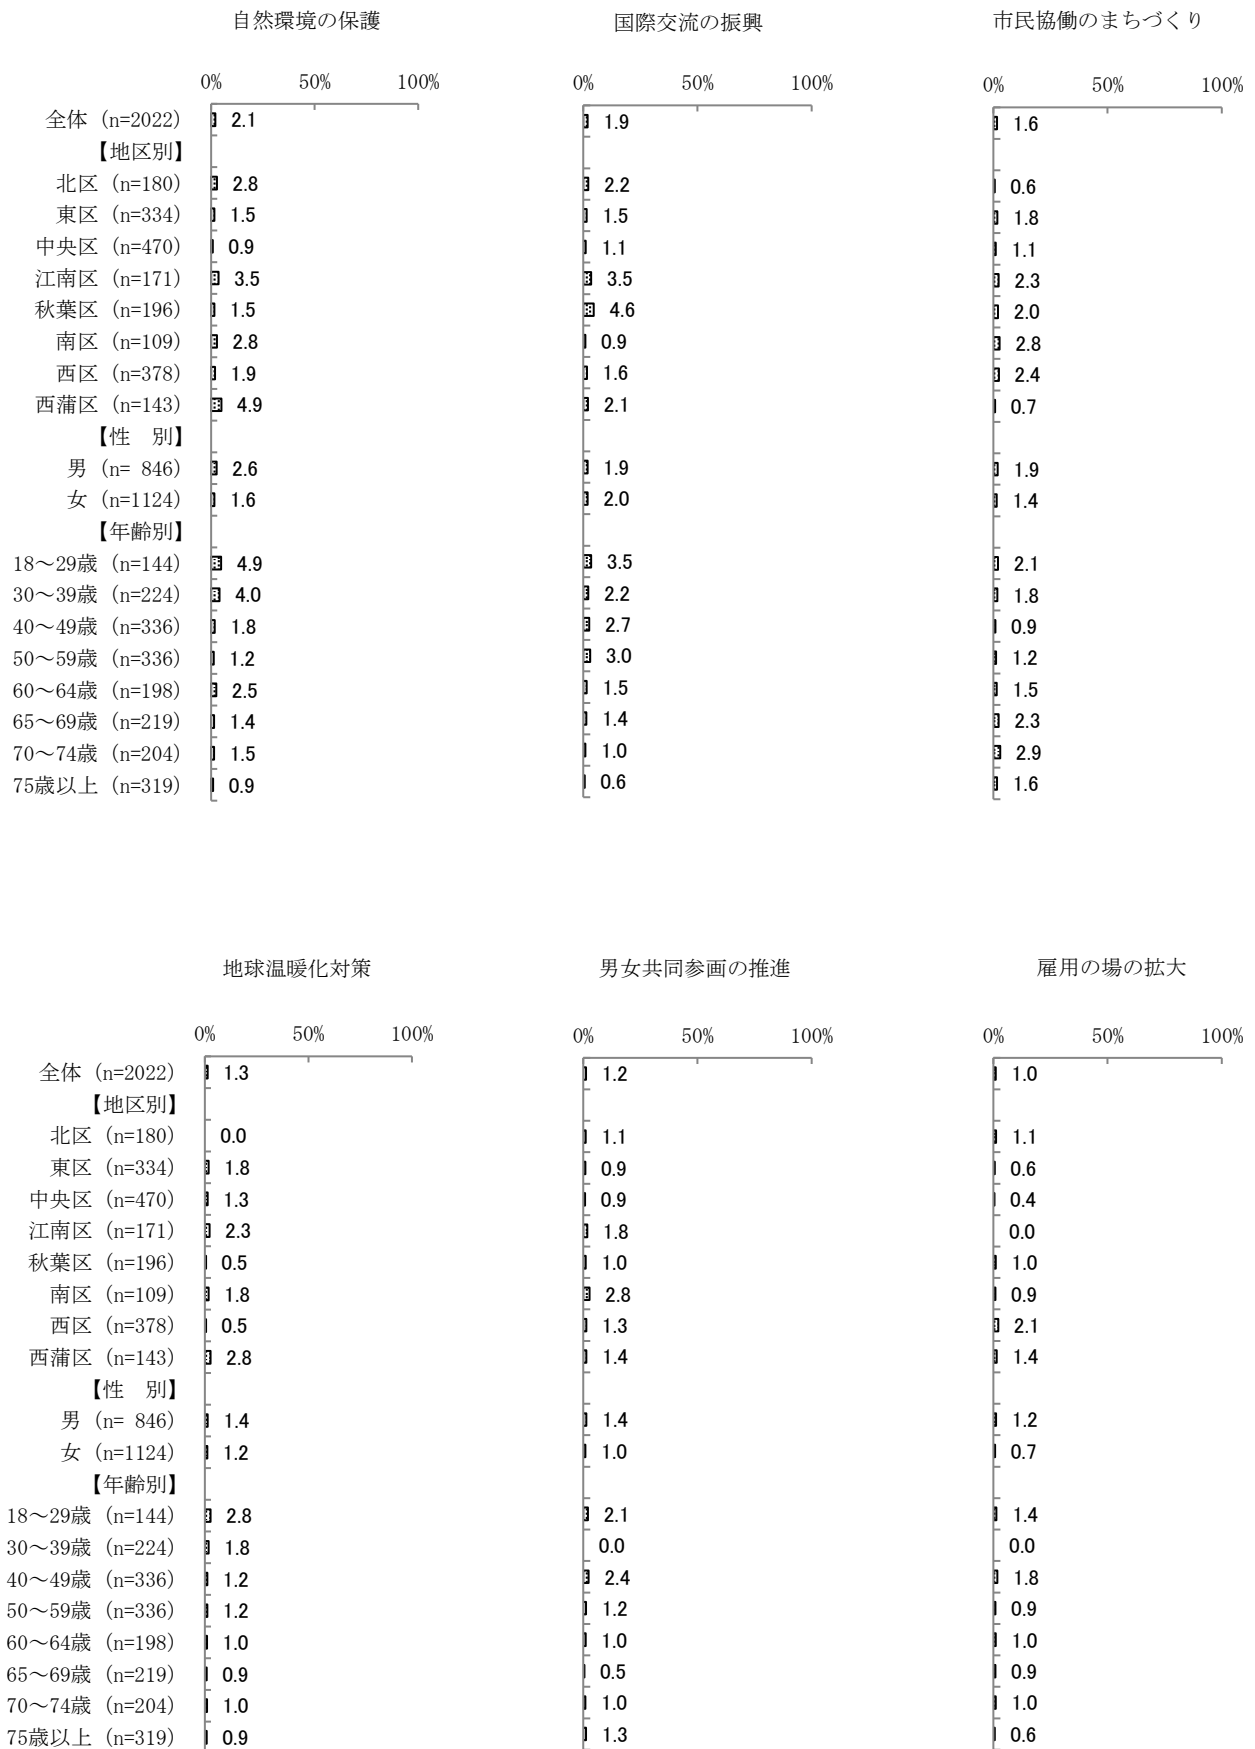 自然環境の保護 国際交流の振興 市民協働のまちづくり
0% 50% 100% 0% 50% 100% 0% 50% 100%
全体 (n=2022) 2.1 1.9 1.6
【地区別】
北区 (n=180) 2.8 2.2 0.6
東区 (n=334) 1.5 1.5 1.8
中央区 (n=470) 0.9 1.1 1.1
江南区 (n=171) 3.5 3.5 2.3
秋葉区 (n=196) 1.5 4.6 2.0
南区 (n=109) 2.8 0.9 2.8
西区 (n=378) 1.9 1.6 2.4
西蒲区 (n=143) 4.9 2.1 0.7
【性　別】
男 (n= 846) 2.6 1.9 1.9
女 (n=1124) 1.6 2.0 1.4
【年齢別】
18～29歳 (n=144) 4.9 3.5 2.1
30～39歳 (n=224) 4.0 2.2 1.8
40～49歳 (n=336) 1.8 2.7 0.9
50～59歳 (n=336) 1.2 3.0 1.2
60～64歳 (n=198) 2.5 1.5 1.5
65～69歳 (n=219) 1.4 1.4 2.3
70～74歳 (n=204) 1.5 1.0 2.9
75歳以上 (n=319) 0.9 0.6 1.6
地球温暖化対策 男女共同参画の推進 雇用の場の拡大
0% 50% 100% 0% 50% 100% 0% 50% 100%
全体 (n=2022) 1.3 1.2 1.0
【地区別】
北区 (n=180) 0.0 1.1 1.1
東区 (n=334) 1.8 0.9 0.6
中央区 (n=470) 1.3 0.9 0.4
江南区 (n=171) 2.3 1.8 0.0
秋葉区 (n=196) 0.5 1.0 1.0
南区 (n=109) 1.8 2.8 0.9
西区 (n=378) 0.5 1.3 2.1
西蒲区 (n=143) 2.8 1.4 1.4
【性　別】
男 (n= 846) 1.4 1.4 1.2
女 (n=1124) 1.2 1.0 0.7
【年齢別】
18～29歳 (n=144) 2.8 2.1 1.4
30～39歳 (n=224) 1.8 0.0 0.0
40～49歳 (n=336) 1.2 2.4 1.8
50～59歳 (n=336) 1.2 1.2 0.9
60～64歳 (n=198) 1.0 1.0 1.0
65～69歳 (n=219) 0.9 0.5 0.9
70～74歳 (n=204) 1.0 1.0 1.0
75歳以上 (n=319) 0.9 1.3 0.6